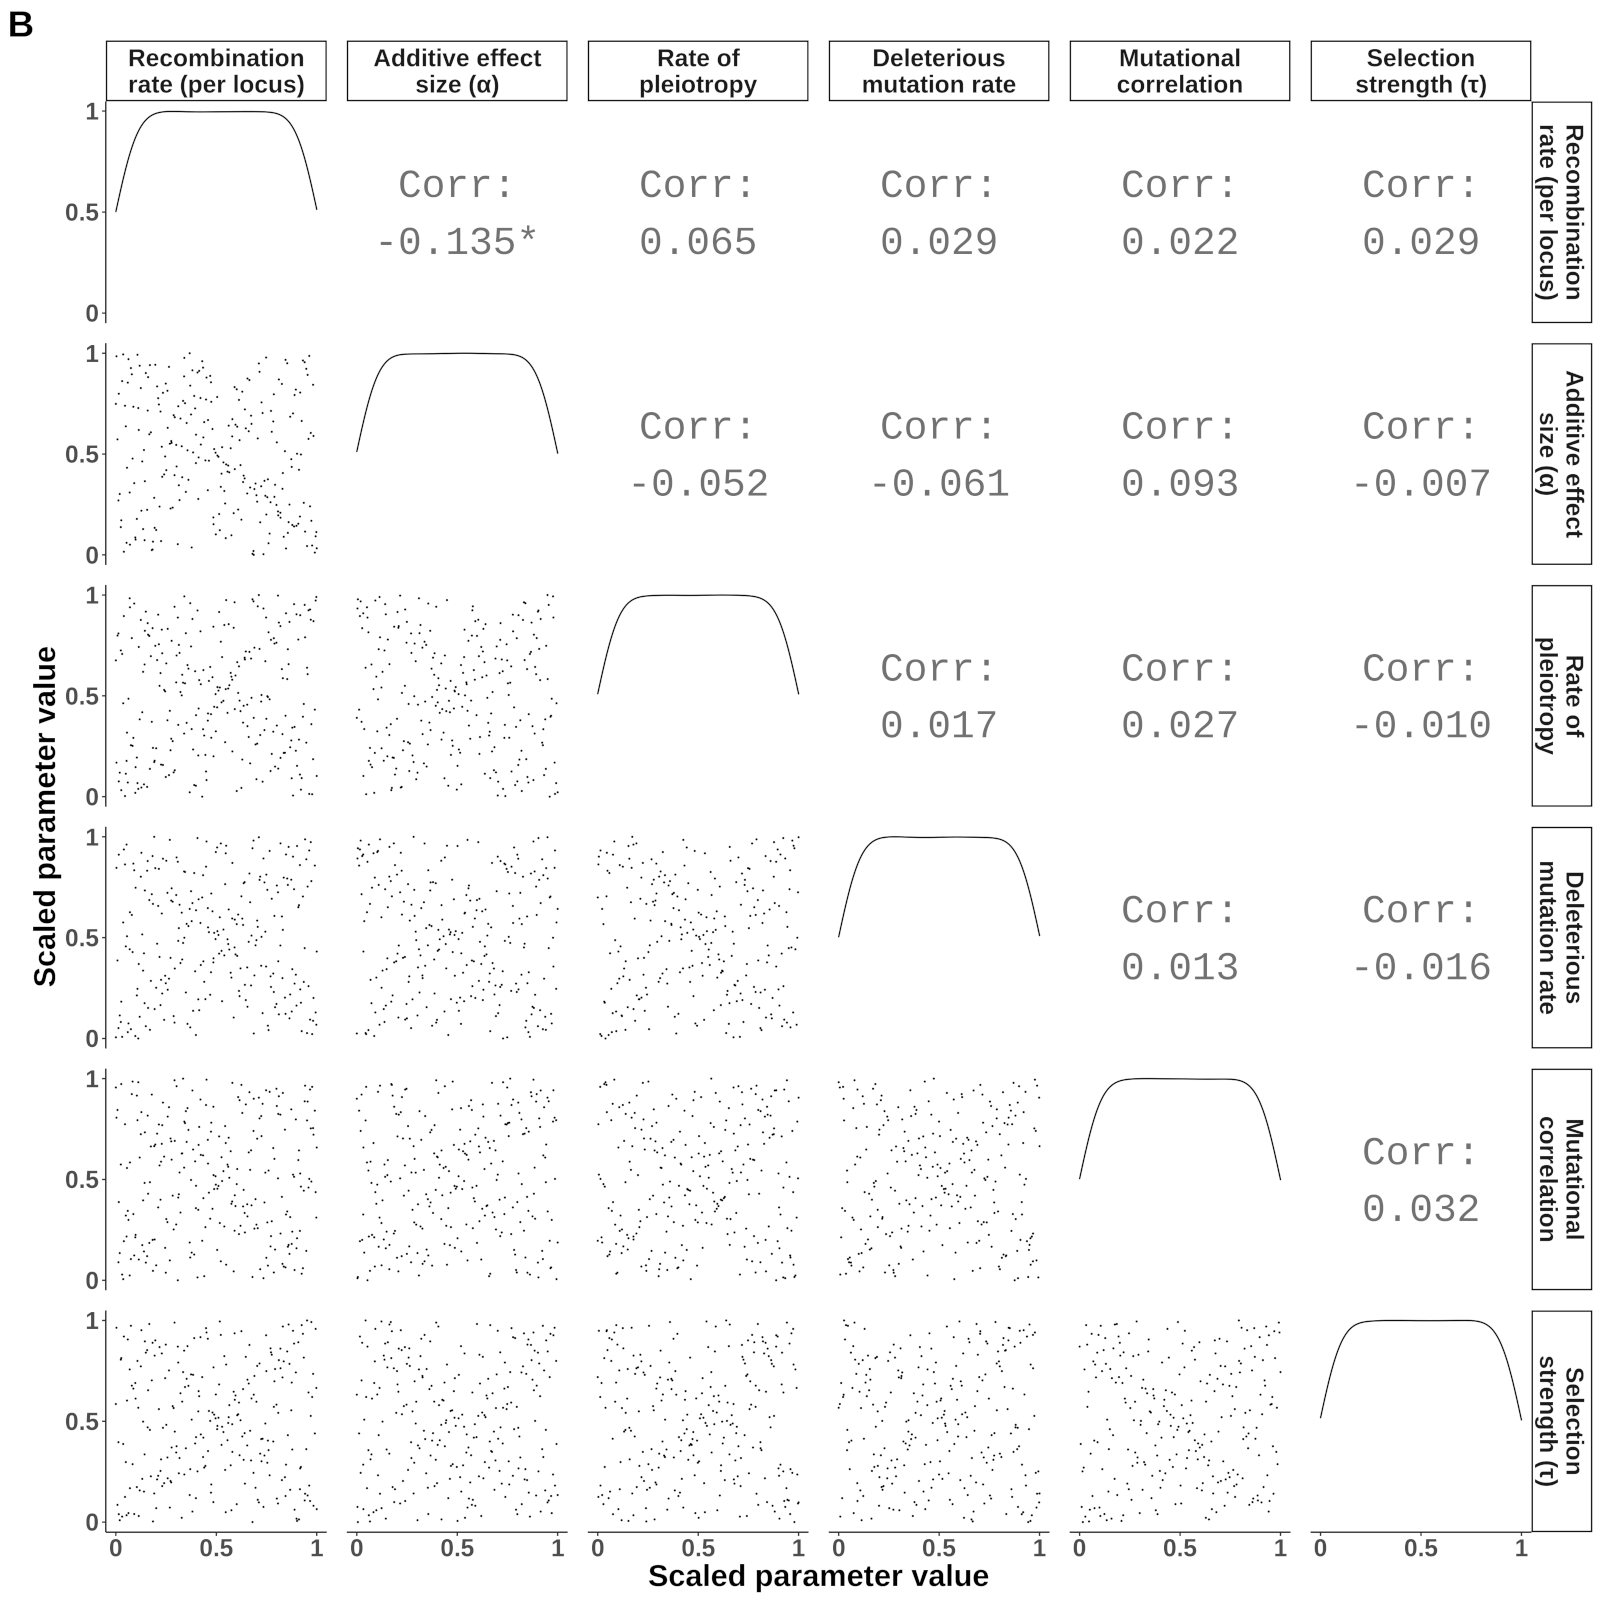 B
Recombination
rate (per locus)
Additive effect
size (α)
Rate of
pleiotropy
Deleterious
mutation rate
Mutational
correlation
Selection
strength (τ)
1
0.5
0
Corr:
-0.135*
Corr:
0.065
Corr:
0.029
Corr:
0.022
Corr:
0.029
Recombination
rate (per locus)
1
0.5
0
Corr:
-0.052
Corr:
-0.061
Corr:
0.093
Corr:
-0.007
Additive effect
size (α)
Scaled parameter value
1
0.5
0
Corr:
0.017
Corr:
0.027
Corr:
-0.010
Rate of
pleiotropy
1
0.5
0
Corr:
0.013
Corr:
-0.016
Deleterious
mutation rate
1
0.5
0
Corr:
0.032
Mutational
correlation
1
0.5
0
Selection
strength (τ)
0 0.5 1
0 0.5 1
0 0.5 1
0 0.5 1
0 0.5 1
0 0.5 1
Scaled parameter value